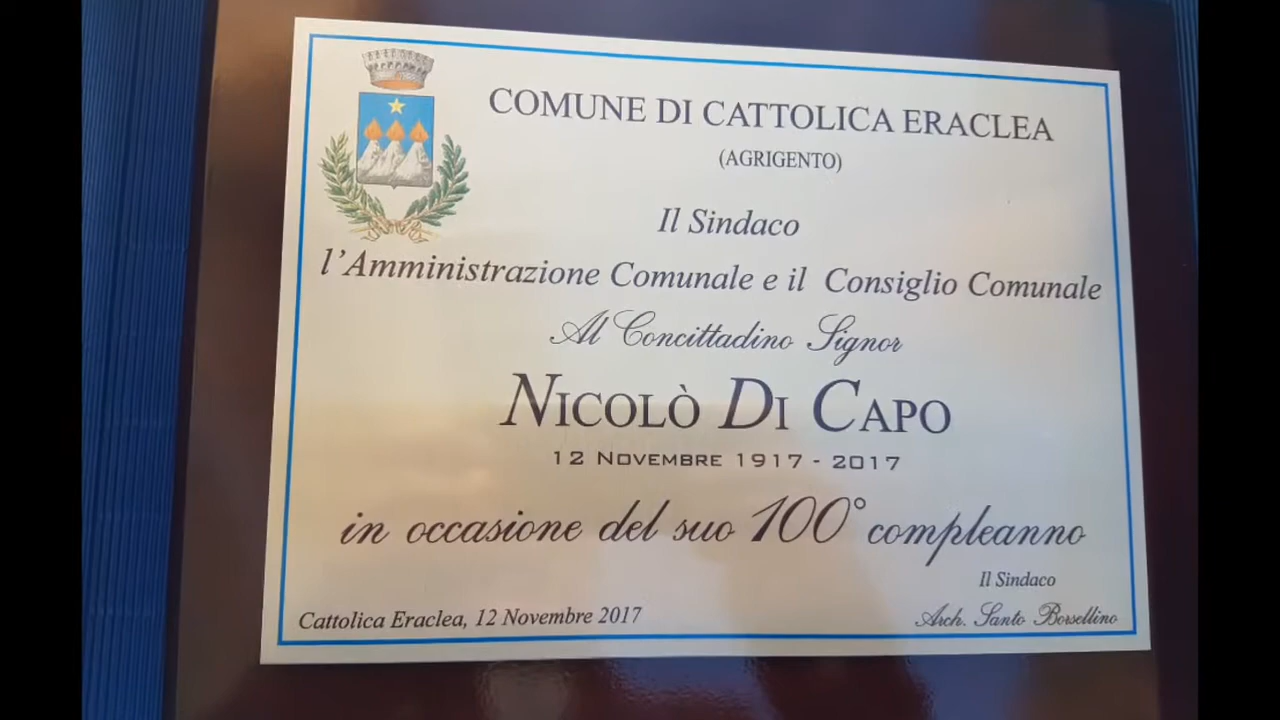 COMUNE DI CATTOLICA ERACLEA
(AGRIGENTO)
Il Sindaco
l'Amministrazione Comunale e il Consiglio Comunale
Al Concittadino Signor
NICOLÒ DI CAPO
12 NOVEMBRE 1917 - 2017
in occasione del suo 100° compleanno
Il Sindaco
Cattolica Eraclea, 12 Novembre 2017
Arch. Santo Borsellino